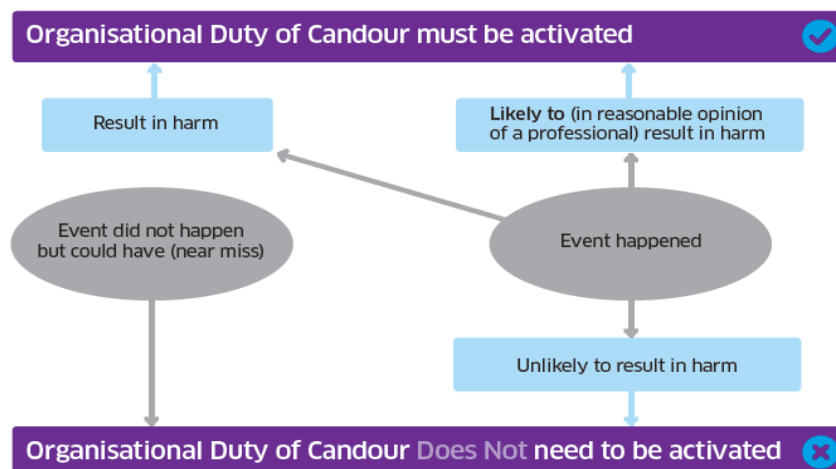 Organisational Duty of Candour must be activated
Result in harm
Likely to (in reasonable opinion
of a professional) result in harm
Event did not happen
but could have (near miss)
Event happened
Unlikely to result in harm
Organisational Duty of Candour Does Not need to be activated